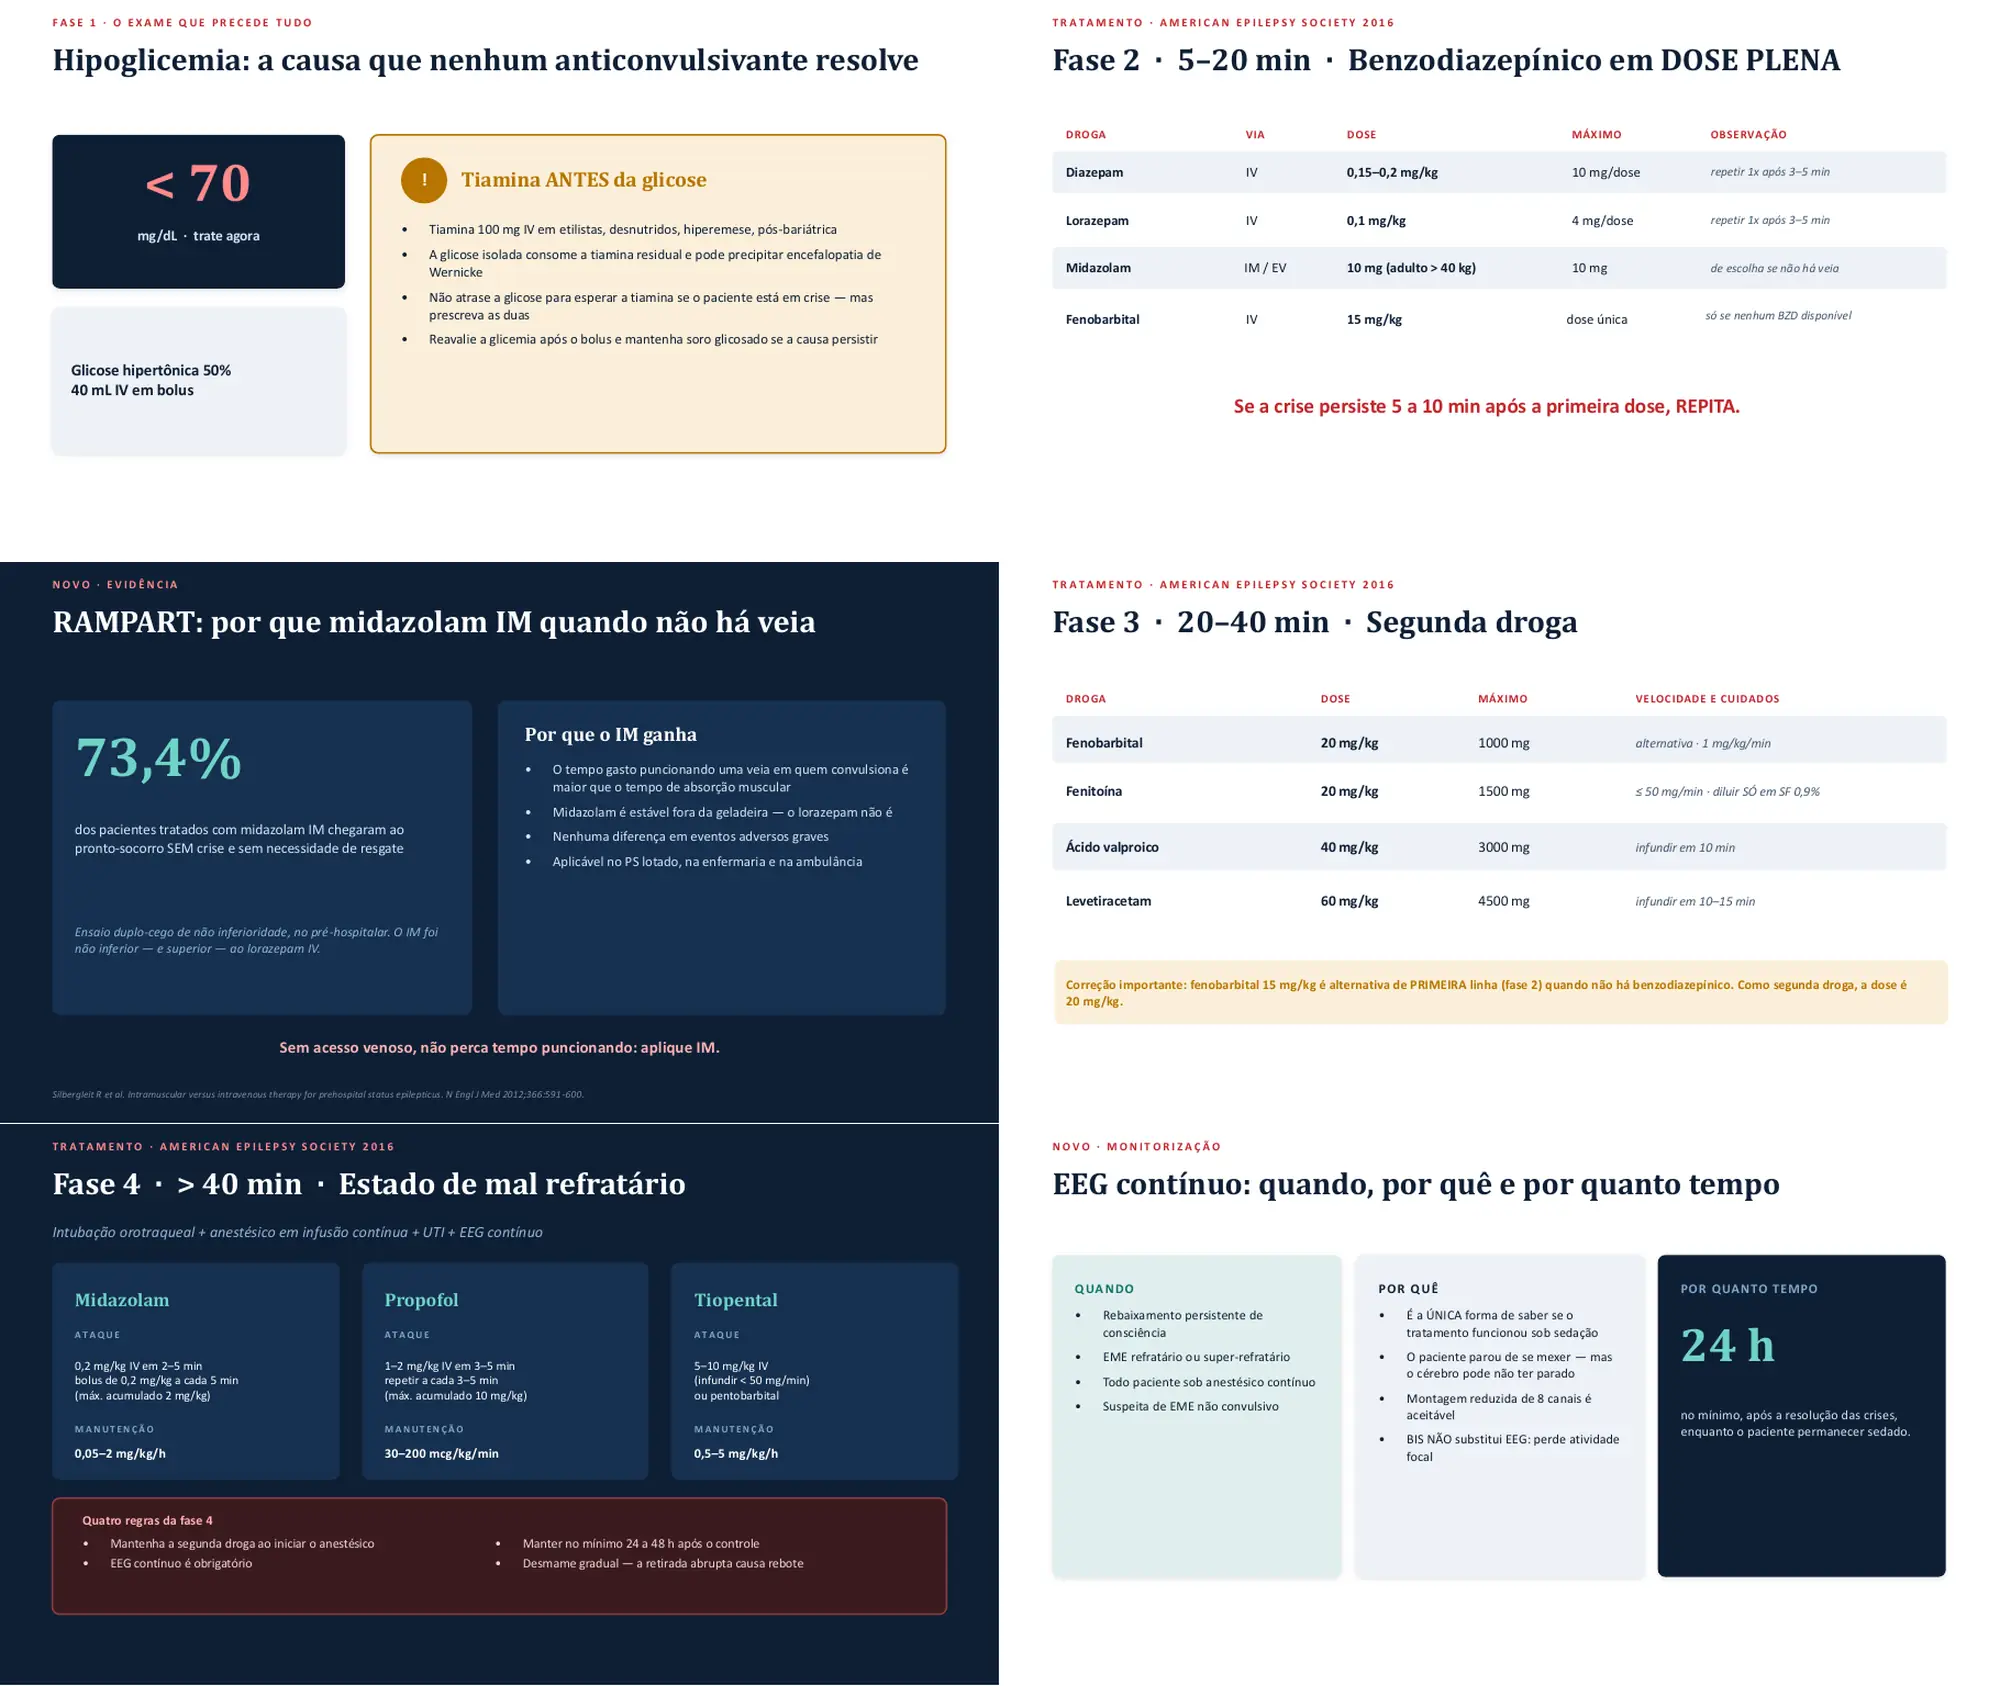 FASE 1 · O EXAME QUE PRECEDE TUDO
Hipoglicemia: a causa que nenhum anticonvulsivante resolve
< 70
mg/dL · trate agora
Glicose hipertônica 50%
40 mL IV em bolus
!
Tiamina ANTES da glicose
• Tiamina 100 mg IV em etilistas, desnutridos, hiperemese, pós-bariátrica
• A glicose isolada consome a tiamina residual e pode precipitar encefalopatia de
Wernicke
• Não atrase a glicose para esperar a tiamina se o paciente está em crise — mas
prescreva as duas
• Reavalie a glicemia após o bolus e mantenha soro glicosado se a causa persistir
TRATAMENTO · AMERICAN EPILEPSY SOCIETY 2016
Fase 2 · 5–20 min · Benzodiazepínico em DOSE PLENA
DROGA VIA DOSE MÁXIMO OBSERVAÇÃO
Diazepam IV 0,15–0,2 mg/kg 10 mg/dose repetir 1x após 3–5 min
Lorazepam IV 0,1 mg/kg 4 mg/dose repetir 1x após 3–5 min
Midazolam IM / EV 10 mg (adulto > 40 kg) 10 mg de escolha se não há veia
Fenobarbital IV 15 mg/kg dose única só se nenhum BZD disponível
Se a crise persiste 5 a 10 min após a primeira dose, REPITA.
NOVO · EVIDÊNCIA
RAMPART: por que midazolam IM quando não há veia
73,4%
dos pacientes tratados com midazolam IM chegaram ao
pronto-socorro SEM crise e sem necessidade de resgate
Ensaio duplo-cego de não inferioridade, no pré-hospitalar. O IM foi
não inferior — e superior — ao lorazepam IV.
Por que o IM ganha
• O tempo gasto puncionando uma veia em quem convulsiona é
maior que o tempo de absorção muscular
• Midazolam é estável fora da geladeira — o lorazepam não é
• Nenhuma diferença em eventos adversos graves
• Aplicável no PS lotado, na enfermaria e na ambulância
Sem acesso venoso, não perca tempo puncionando: aplique IM.
Silbergleit R et al. Intramuscular versus intravenous therapy for prehospital status epilepticus. N Engl J Med 2012;366:591-600.
TRATAMENTO · AMERICAN EPILEPSY SOCIETY 2016
Fase 3 · 20–40 min · Segunda droga
DROGA DOSE MÁXIMO VELOCIDADE E CUIDADOS
Fenobarbital 20 mg/kg 1000 mg alternativa · 1 mg/kg/min
Fenitoína 20 mg/kg 1500 mg ≤ 50 mg/min · diluir SÓ em SF 0,9%
Ácido valproico 40 mg/kg 3000 mg infundir em 10 min
Levetiracetam 60 mg/kg 4500 mg infundir em 10–15 min
Correção importante: fenobarbital 15 mg/kg é alternativa de PRIMEIRA linha (fase 2) quando não há benzodiazepínico. Como segunda droga, a dose é
20 mg/kg.
TRATAMENTO · AMERICAN EPILEPSY SOCIETY 2016
Fase 4 · > 40 min · Estado de mal refratário
Intubação orotraqueal + anestésico em infusão contínua + UTI + EEG contínuo
Midazolam
ATAQUE
0,2 mg/kg IV em 2–5 min
bolus de 0,2 mg/kg a cada 5 min
(máx. acumulado 2 mg/kg)
MANUTENÇÃO
0,05–2 mg/kg/h
Propofol
ATAQUE
1–2 mg/kg IV em 3–5 min
repetir a cada 3–5 min
(máx. acumulado 10 mg/kg)
MANUTENÇÃO
30–200 mcg/kg/min
Tiopental
ATAQUE
5–10 mg/kg IV
(infundir < 50 mg/min)
ou pentobarbital
MANUTENÇÃO
0,5–5 mg/kg/h
Quatro regras da fase 4
• Mantenha a segunda droga ao iniciar o anestésico
• EEG contínuo é obrigatório
• Manter no mínimo 24 a 48 h após o controle
• Desmame gradual — a retirada abrupta causa rebote
NOVO · MONITORIZAÇÃO
EEG contínuo: quando, por quê e por quanto tempo
QUANDO
• Rebaixamento persistente de
consciência
• EME refratário ou super-refratário
• Todo paciente sob anestésico contínuo
• Suspeita de EME não convulsivo
POR QUÊ
• É a ÚNICA forma de saber se o
tratamento funcionou sob sedação
• O paciente parou de se mexer — mas
o cérebro pode não ter parado
• Montagem reduzida de 8 canais é
aceitável
• BIS NÃO substitui EEG: perde atividade
focal
POR QUANTO TEMPO
24 h
no mínimo, após a resolução das crises,
enquanto o paciente permanecer sedado.